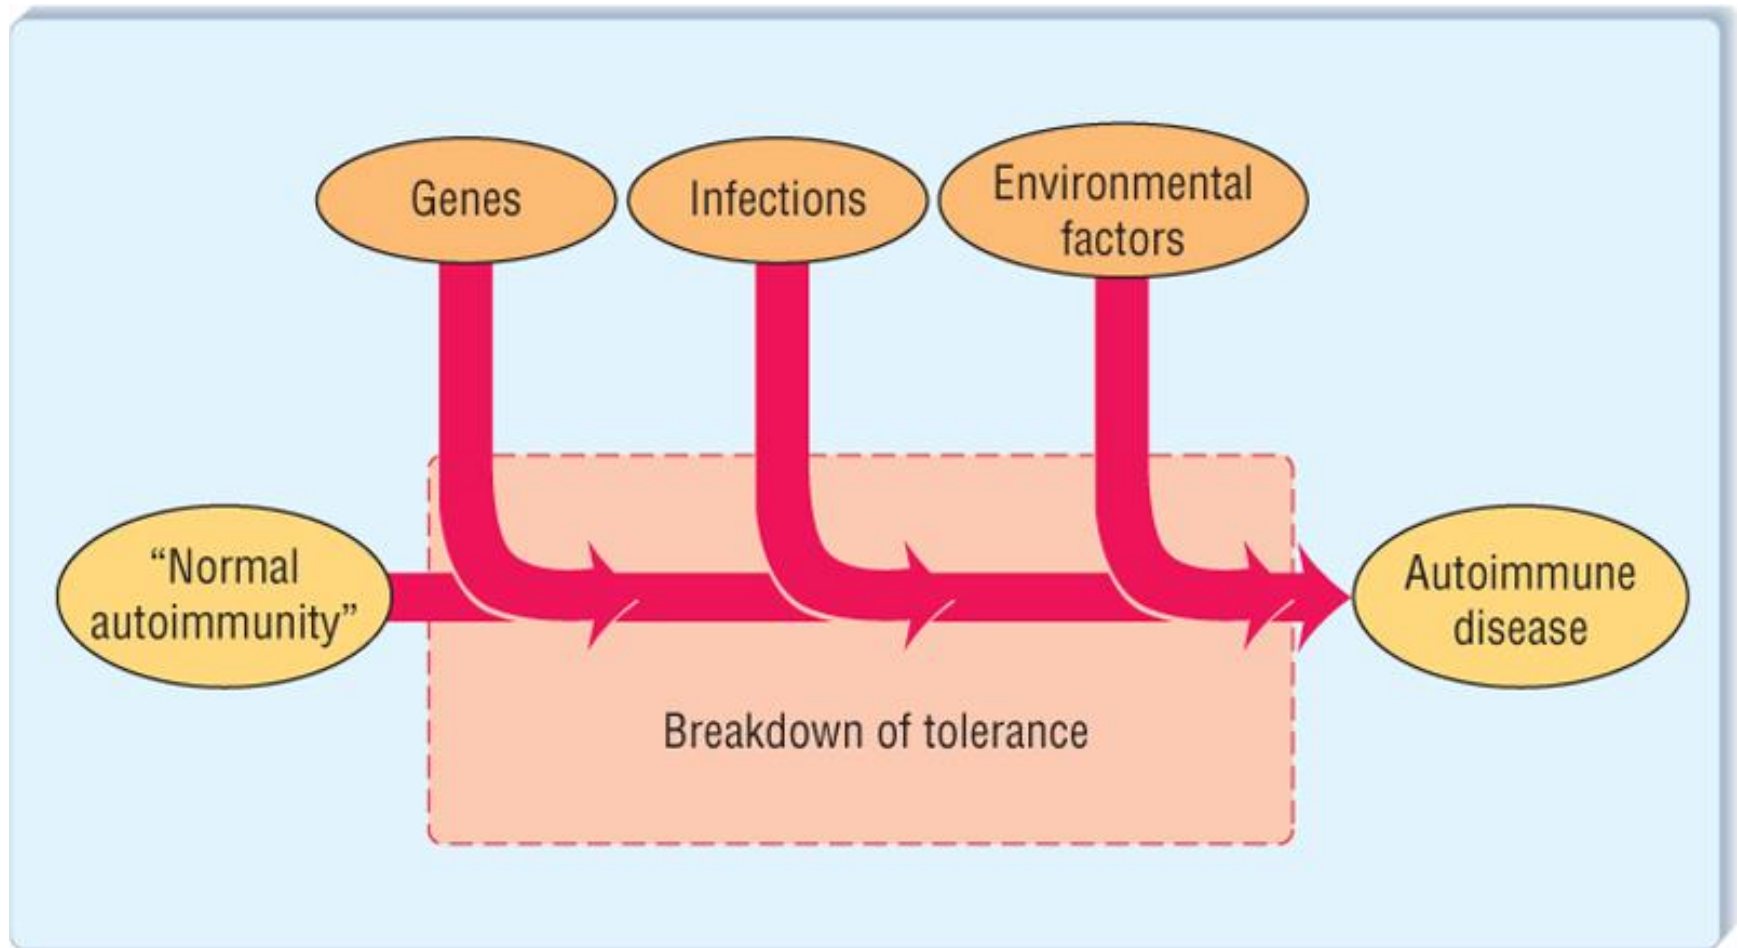 Genes
Infections
Environmental
factors
“Normal
autoimmunity”
Autoimmune
disease
Breakdown of tolerance